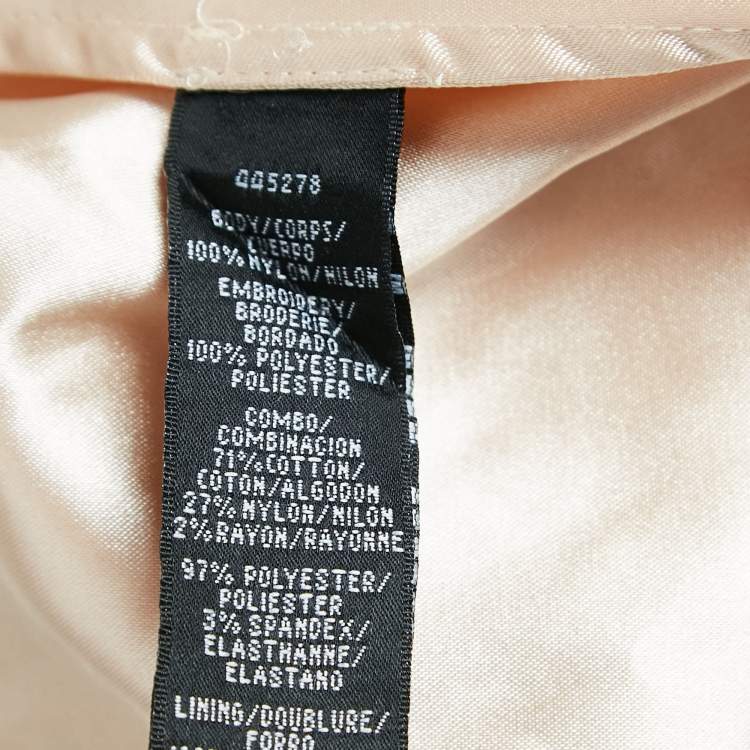 445278
BODY/CORPS/
CUERPO
100% NYLON/NILON
EMBROIDERY/
BRODERIE/
BORDADO
100% POLYESTER/
POLIESTER
COMBO/
COMBINACION
71% COTTON/
COTON/ALGODON
27% NYLON/NILON
2% RAYON/RAYONNE
97% POLYESTER/
POLIESTER
3% SPANDEX/
ELASTHANNE/
ELASTANO
LINING/DOUBLURE/
FORRO